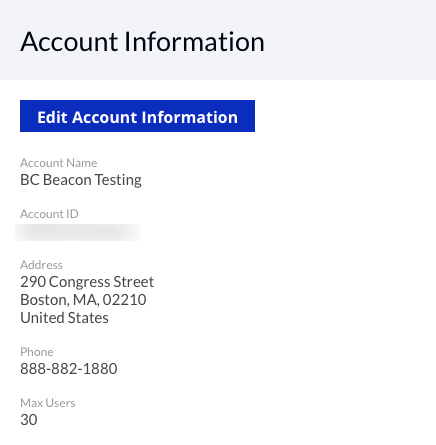 Account Information
Edit Account Information
Account Name
BC Beacon Testing
Account ID
Address
290 Congress Street
Boston, MA, 02210
United States
Phone
888-882-1880
Max Users
30